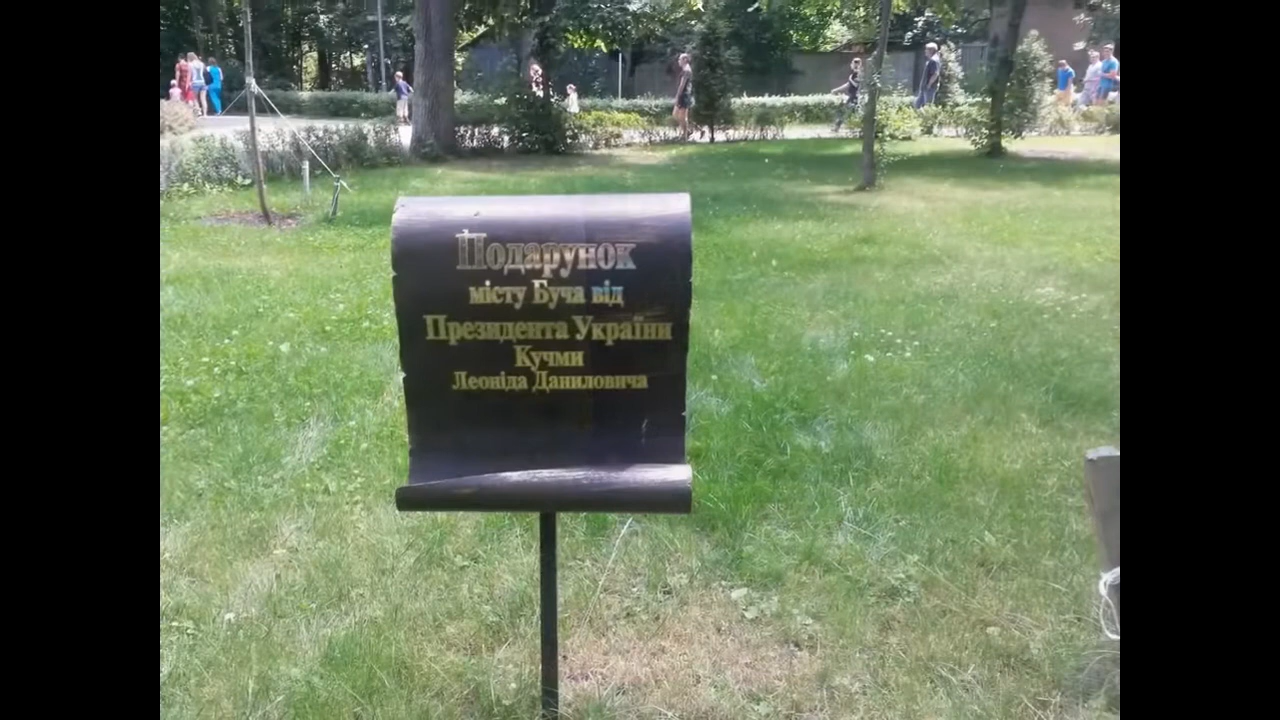 Подарунок
місту Буча від
Президента України
Кучми
Леоніда Даниловича